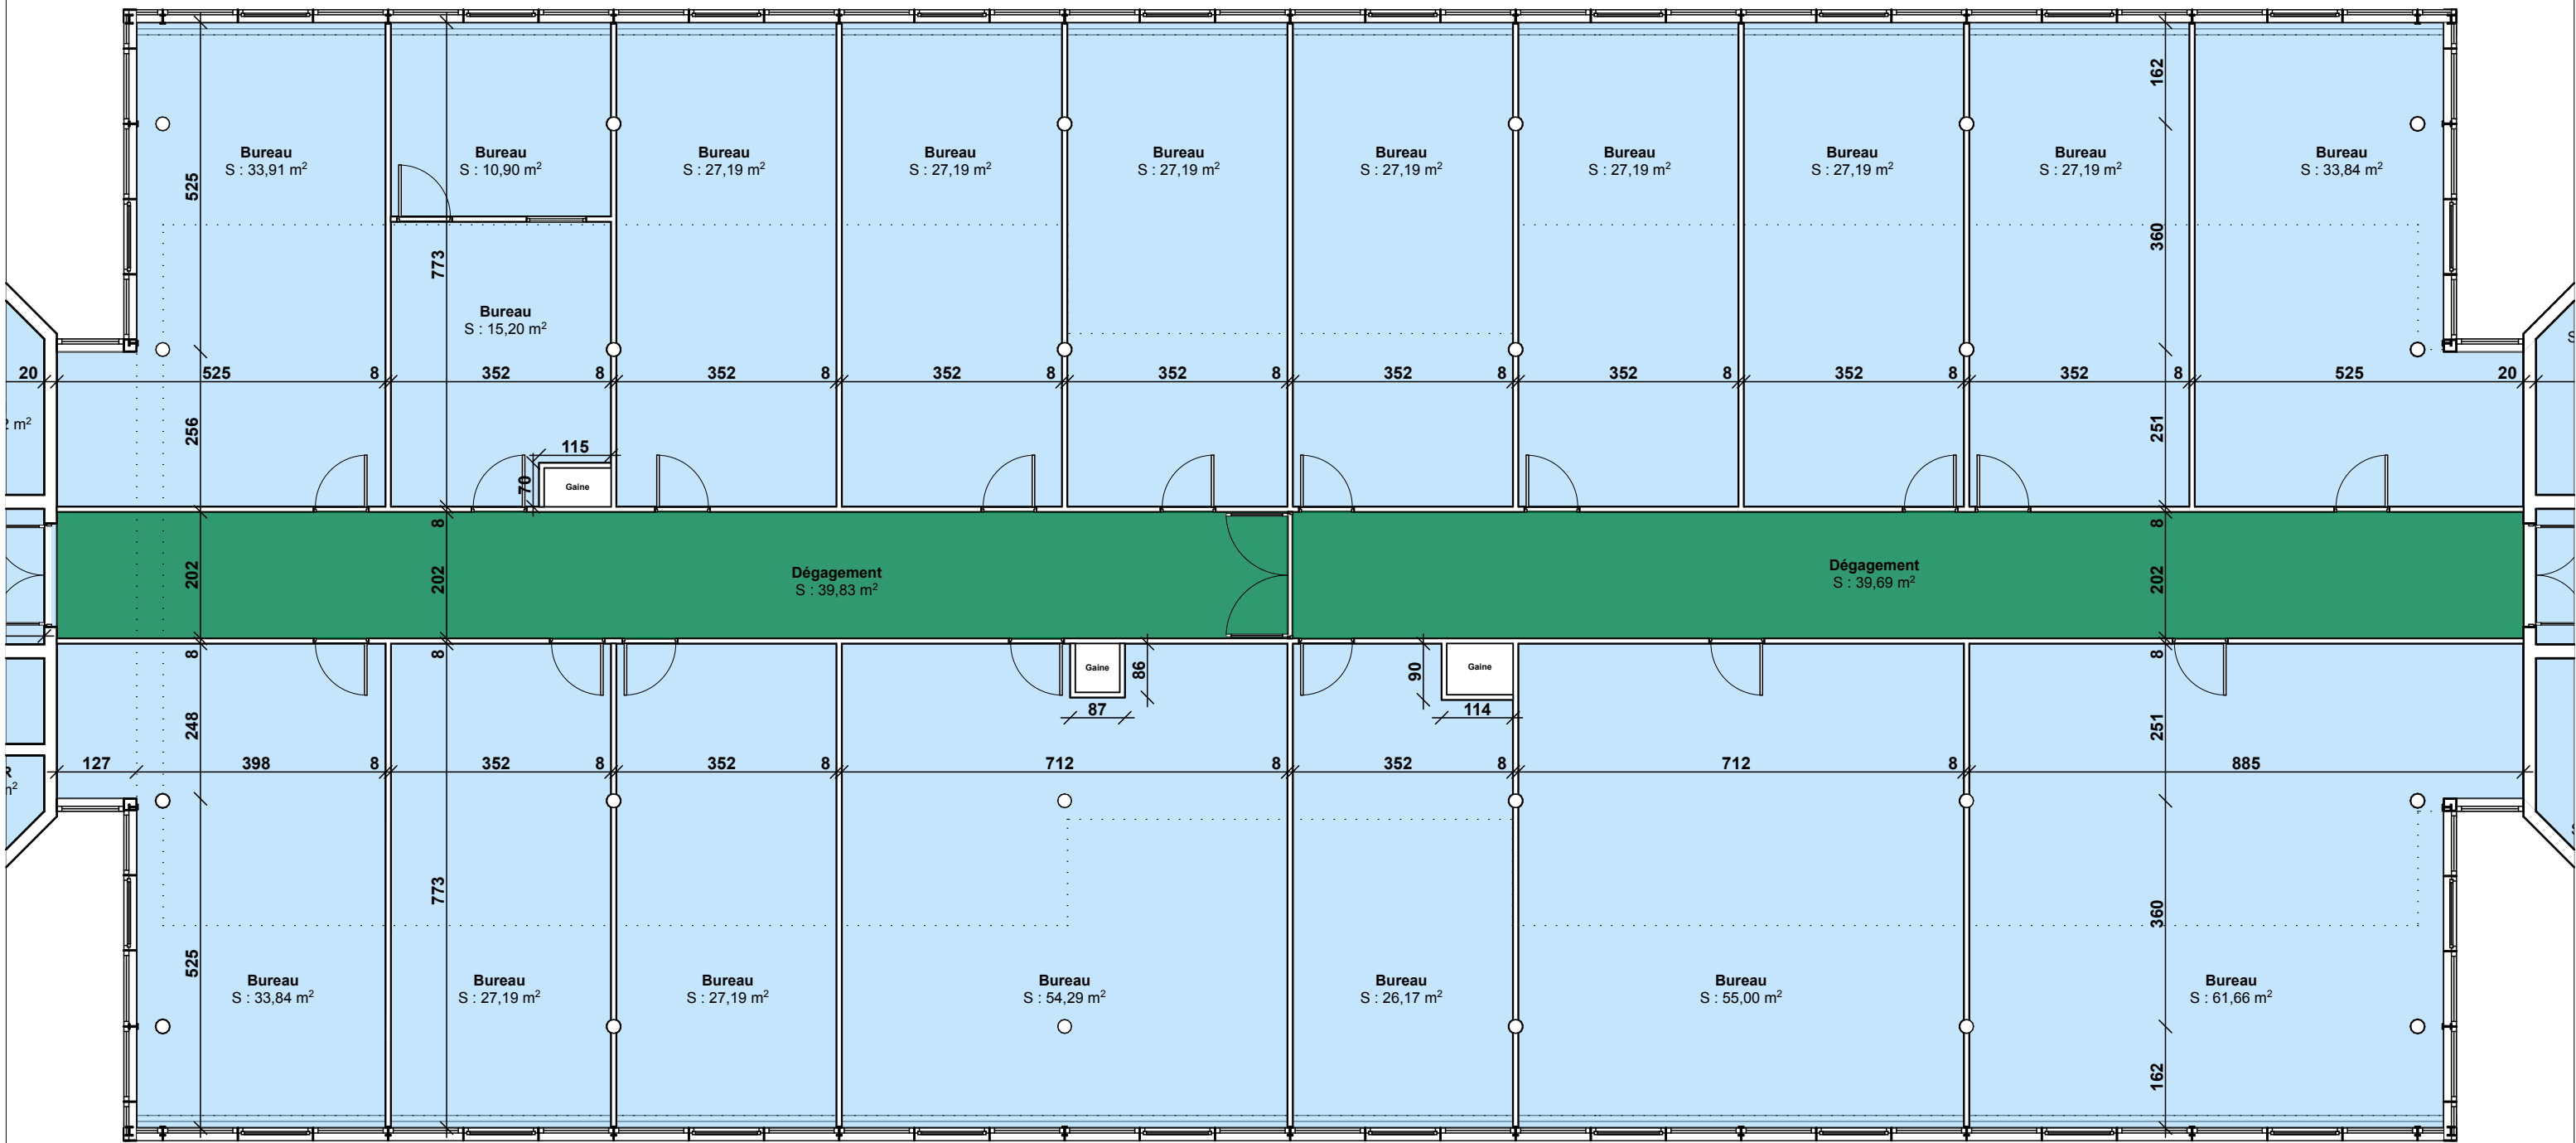 162
Bureau
S : 33,91 m²
Bureau
S : 10,90 m²
Bureau
S : 27,19 m²
Bureau
S : 27,19 m²
Bureau
S : 27,19 m²
Bureau
S : 27,19 m²
Bureau
S : 27,19 m²
Bureau
S : 27,19 m²
Bureau
S : 27,19 m²
Bureau
S : 33,84 m²
525
773
360
Bureau
S : 15,20 m²
20 525 8 352 8 352 8 352 8 352 8 352 8 352 8 352 8 352 8 525 20
m²
256
251
115
70
Gaine
8
8
202
202
202
Dégagement
S : 39,83 m²
Dégagement
S : 39,69 m²
8
8
8
Gaine
86
87
90
Gaine
114
248
251
127 398 8 352 8 352 8 712 8 352 8 712 8 885
R
m²
773
525
360
Bureau
S : 33,84 m²
Bureau
S : 27,19 m²
Bureau
S : 27,19 m²
Bureau
S : 54,29 m²
Bureau
S : 26,17 m²
Bureau
S : 55,00 m²
Bureau
S : 61,66 m²
162